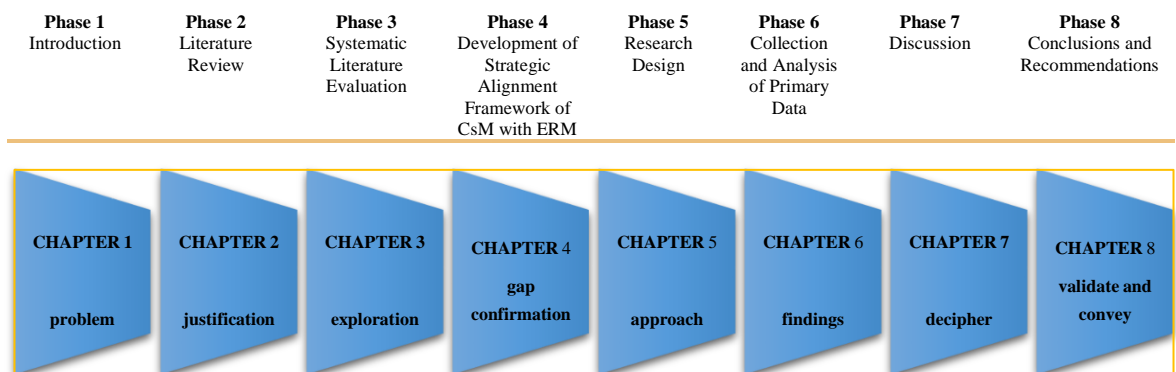 Phase 1
Introduction
Phase 2
Literature
Review
Phase 3
Systematic
Literature
Evaluation
Phase 4
Development of
Strategic
Alignment
Framework of
CsM with ERM
Phase 5
Research
Design
Phase 6
Collection
and Analysis
of Primary
Data
Phase 7
Discussion
Phase 8
Conclusions and
Recommendations
CHAPTER 1
problem
CHAPTER 2
justification
CHAPTER 3
exploration
CHAPTER 4
gap
confirmation
CHAPTER 5
approach
CHAPTER 6
findings
CHAPTER 7
decipher
CHAPTER 8
validate and
convey